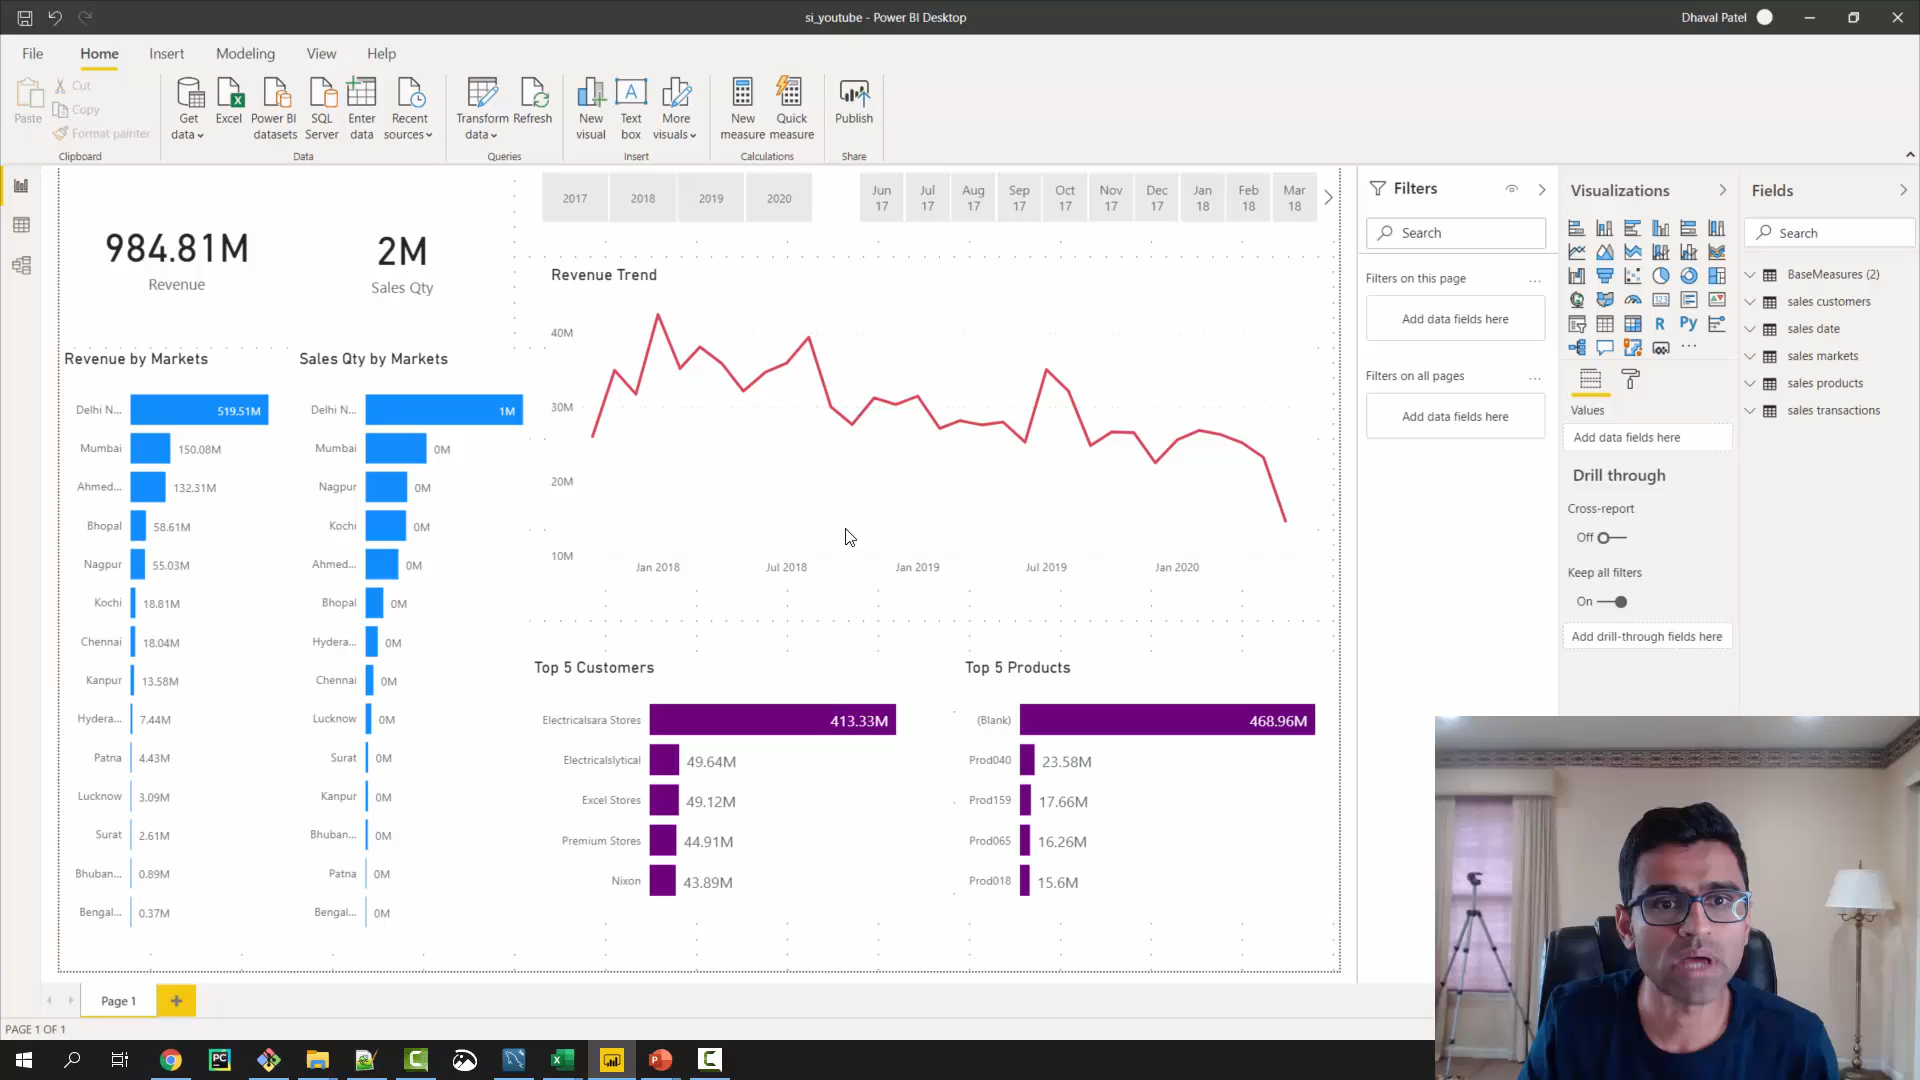 si_youtube - Power BI Desktop
Dhaval Patel
File
Home
Insert
Modeling
View
Help
Paste
Cut
Copy
Format painter
Clipboard
Get
data
Excel
Power BI
datasets
SQL
Server
Enter
data
Recent
sources
Data
Transform
data
Refresh
Queries
New
visual
A
Text
box
More
visuals
Insert
New
measure
Quick
measure
Calculations
Publish
Share
984.81M
Revenue
2M
Sales Qty
2017
2018
2019
2020
Jun
17
Jul
17
Aug
17
Sep
17
Oct
17
Nov
17
Dec
17
Jan
18
Feb
18
Mar
18
Revenue by Markets
Delhi N... 519.51M
Mumbai 150.08M
Ahmed... 132.31M
Bhopal 58.61M
Nagpur 55.03M
Kochi 18.81M
Chennai 18.04M
Kanpur 13.58M
Hydera... 7.44M
Patna 4.43M
Lucknow 3.09M
Surat 2.61M
Bhuban... 0.89M
Bengal... 0.37M
Sales Qty by Markets
Delhi N... 1M
Mumbai 0M
Nagpur 0M
Kochi 0M
Ahmed... 0M
Bhopal 0M
Hydera... 0M
Chennai 0M
Lucknow 0M
Surat 0M
Kanpur 0M
Bhuban... 0M
Patna 0M
Bengal... 0M
Revenue Trend
40M
30M
20M
10M
Jan 2018
Jul 2018
Jan 2019
Jul 2019
Jan 2020
Top 5 Customers
Electricalsara Stores 413.33M
Electricalslytical 49.64M
Excel Stores 49.12M
Premium Stores 44.91M
Nixon 43.89M
Top 5 Products
(Blank) 468.96M
Prod040 23.58M
Prod159 17.66M
Prod065 16.26M
Prod018 15.6M
Filters
Search
Filters on this page
...
Add data fields here
Filters on all pages
...
Add data fields here
Visualizations
123
R
Py
...
Values
Add data fields here
Drill through
Cross-report
Off
Keep all filters
On
Add drill-through fields here
Fields
Search
BaseMeasures (2)
sales customers
sales date
sales markets
sales products
sales transactions
Page 1
+
PAGE 1 OF 1
PC